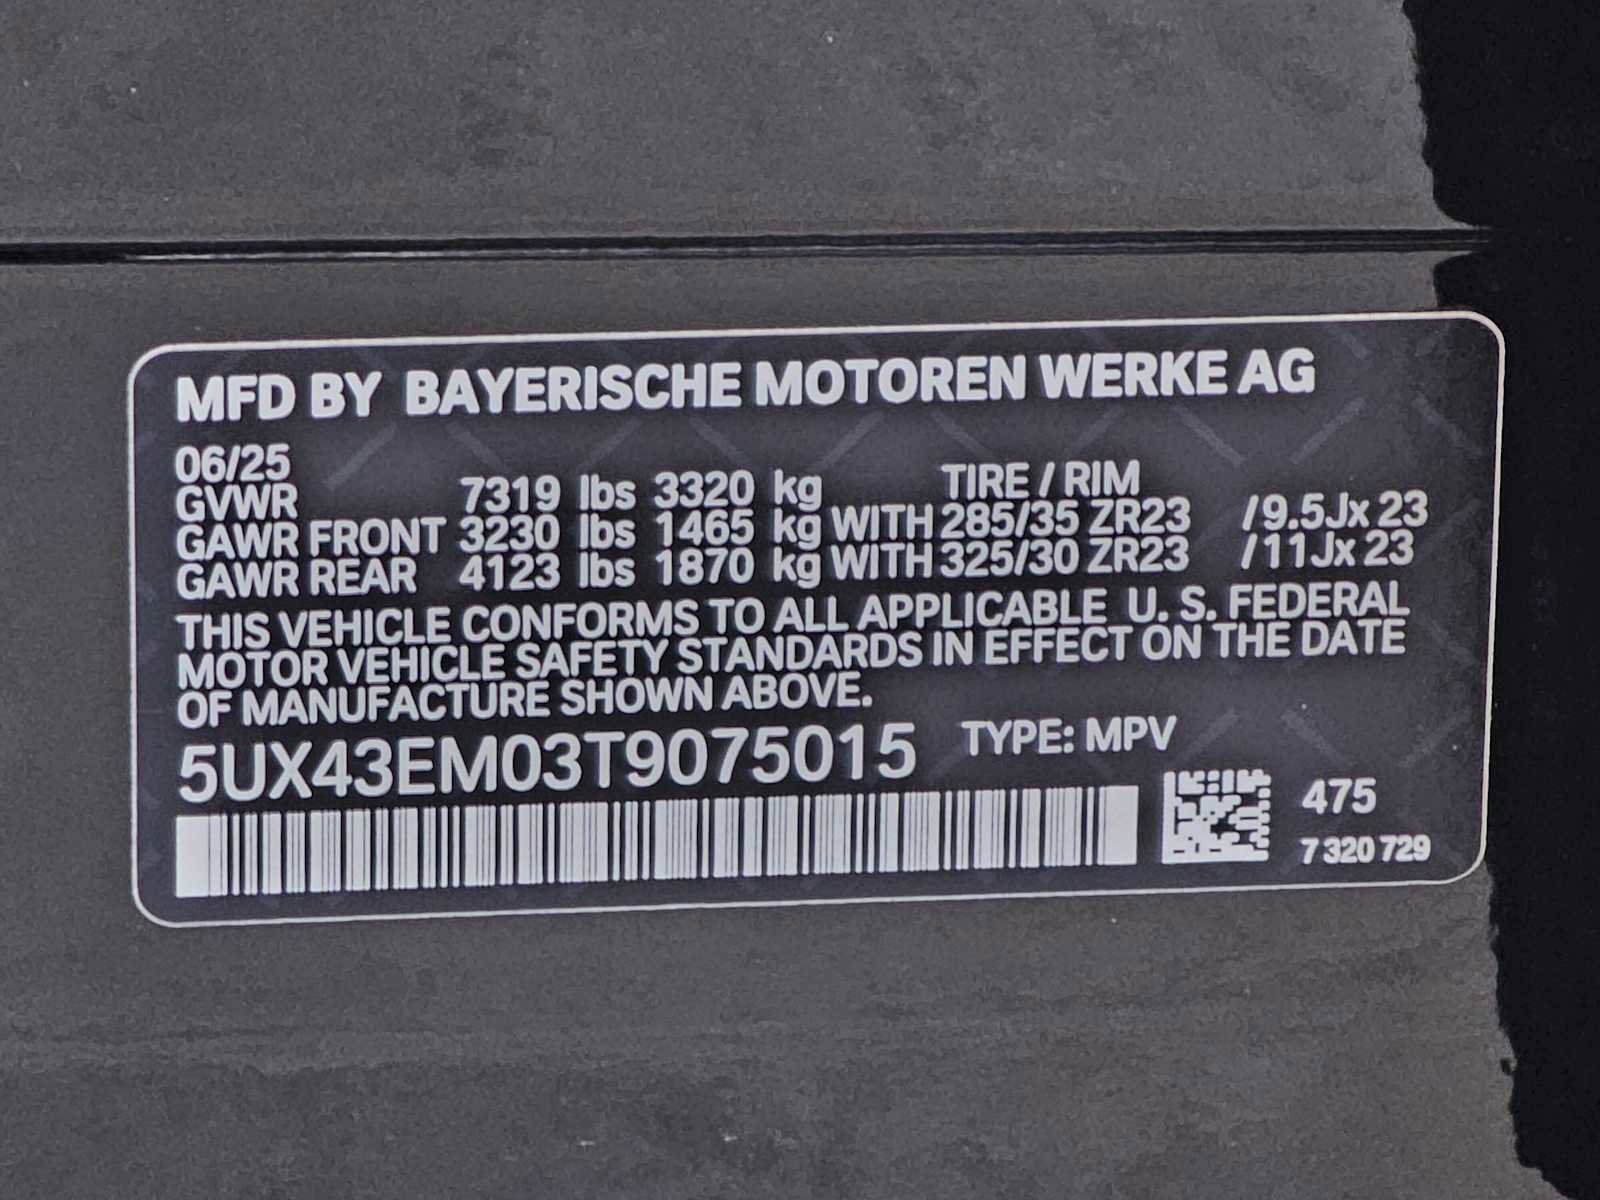 MFD BY BAYERISCHE MOTOREN WERKE AG
06/25 TIRE / RIM
GVWR 7319 lbs 3320 kg
GAWR FRONT 3230 lbs 1465 kg WITH 285/35 ZR23 /9.5Jx 23
GAWR REAR 4123 lbs 1870 kg WITH 325/30 ZR23 /11Jx 23
THIS VEHICLE CONFORMS TO ALL APPLICABLE U. S. FEDERAL
MOTOR VEHICLE SAFETY STANDARDS IN EFFECT ON THE DATE
OF MANUFACTURE SHOWN ABOVE.
5UX43EM03T9075015 TYPE: MPV
475
7 320 729